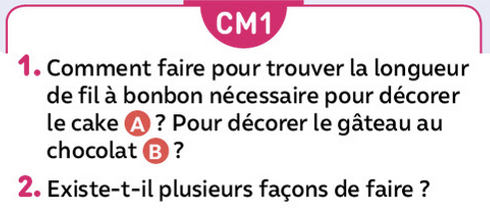 CM1
1. Comment faire pour trouver la longueur
de fil à bonbon nécessaire pour décorer
le cake A ? Pour décorer le gâteau au
chocolat B ?
2. Existe-t-il plusieurs façons de faire ?